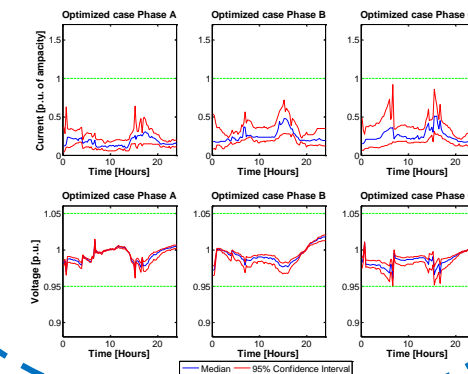 Optimized case Phase A
Optimized case Phase B
Optimized case Phase
1.5
1
0.5
0
1.5
1
0.5
0
1.5
1
0.5
0
Current [p.u. of ampacity]
0 10 20
0 10 20
0 10 20
Time [Hours]
Time [Hours]
Time [Hours]
Optimized case Phase A
Optimized case Phase B
Optimized case Phase
1.05
1
0.95
0.9
1.05
1
0.95
0.9
1.05
1
0.95
0.9
Voltage [p.u.]
0 10 20
0 10 20
0 10 20
Time [Hours]
Time [Hours]
Time [Hours]
Median 95% Confidence Interval